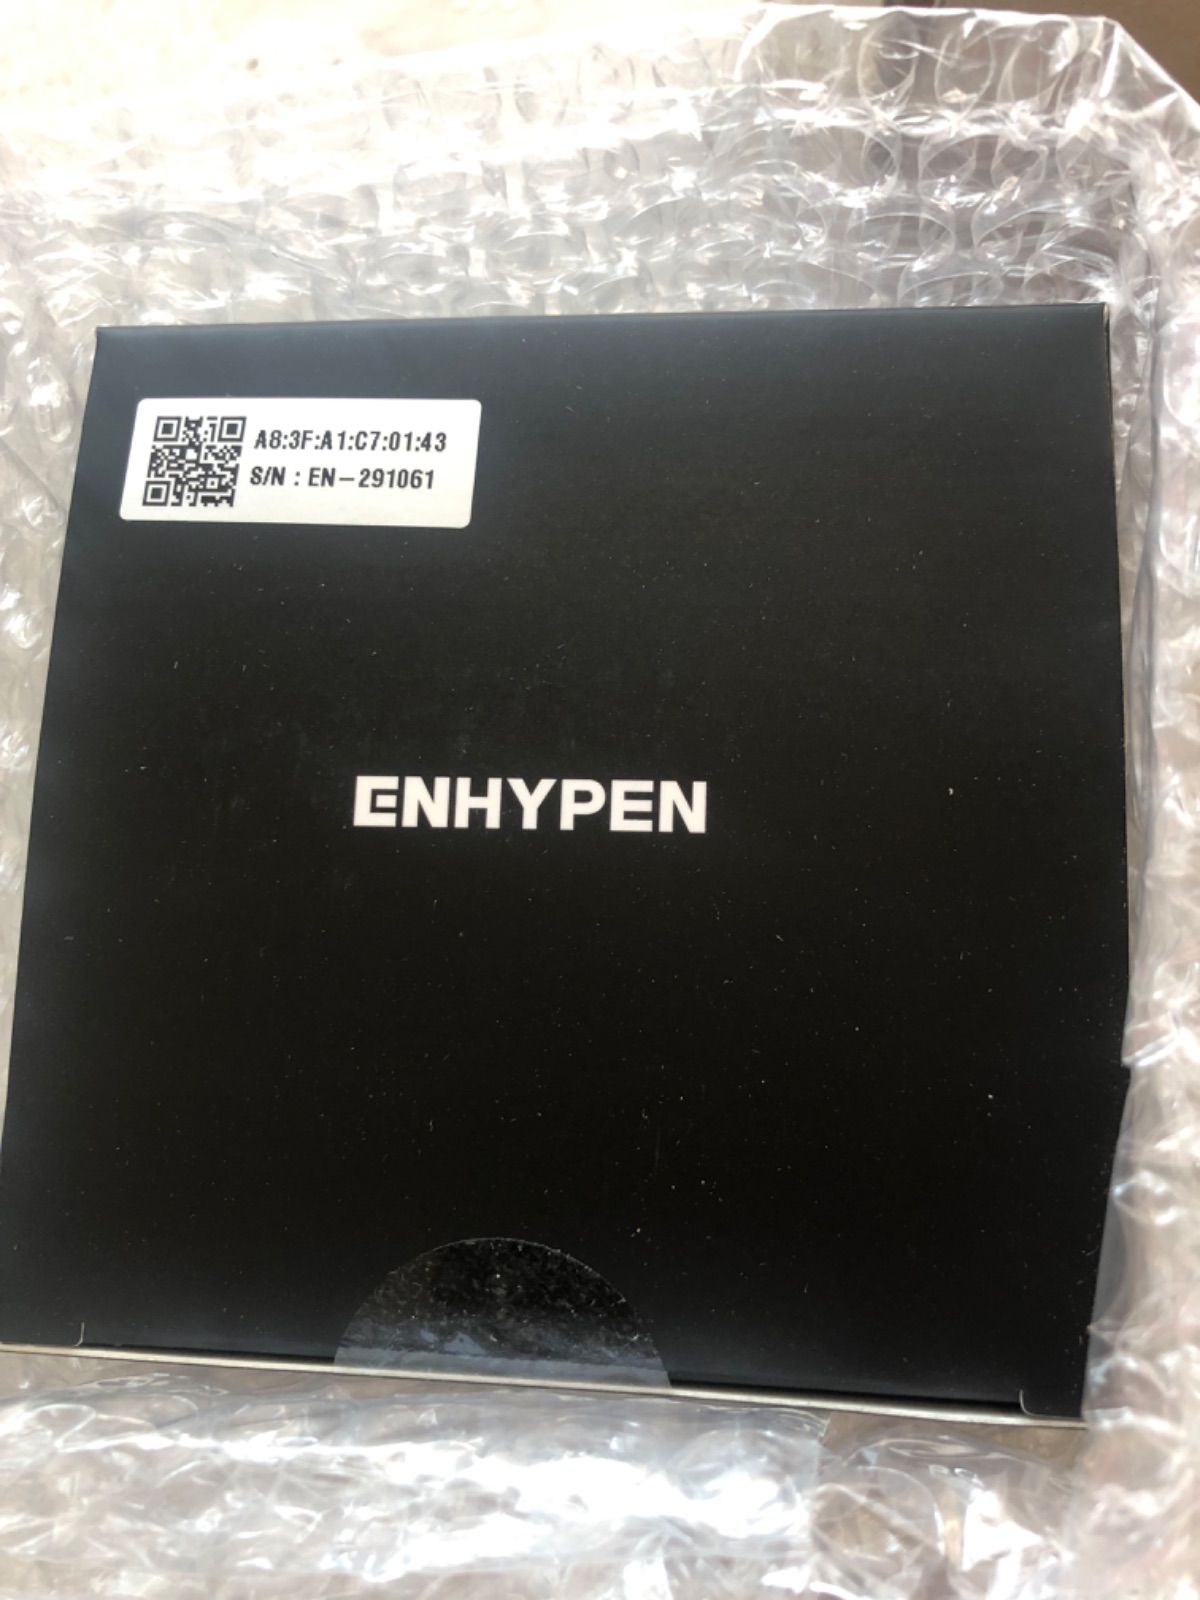 A8:3F:A1:C7:01:43
S/N : EN-291061
ENHYPEN